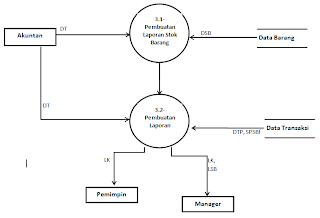 3.1-
Pembuatan
Laporan Stok
Barang
Akuntan
DT
DSB
Data Barang
DT
3.2-
Pembuatan
Laporan
Data Transaksi
DTP, SPSBf
LK
LK,
LSB
Pemimpin
Manager